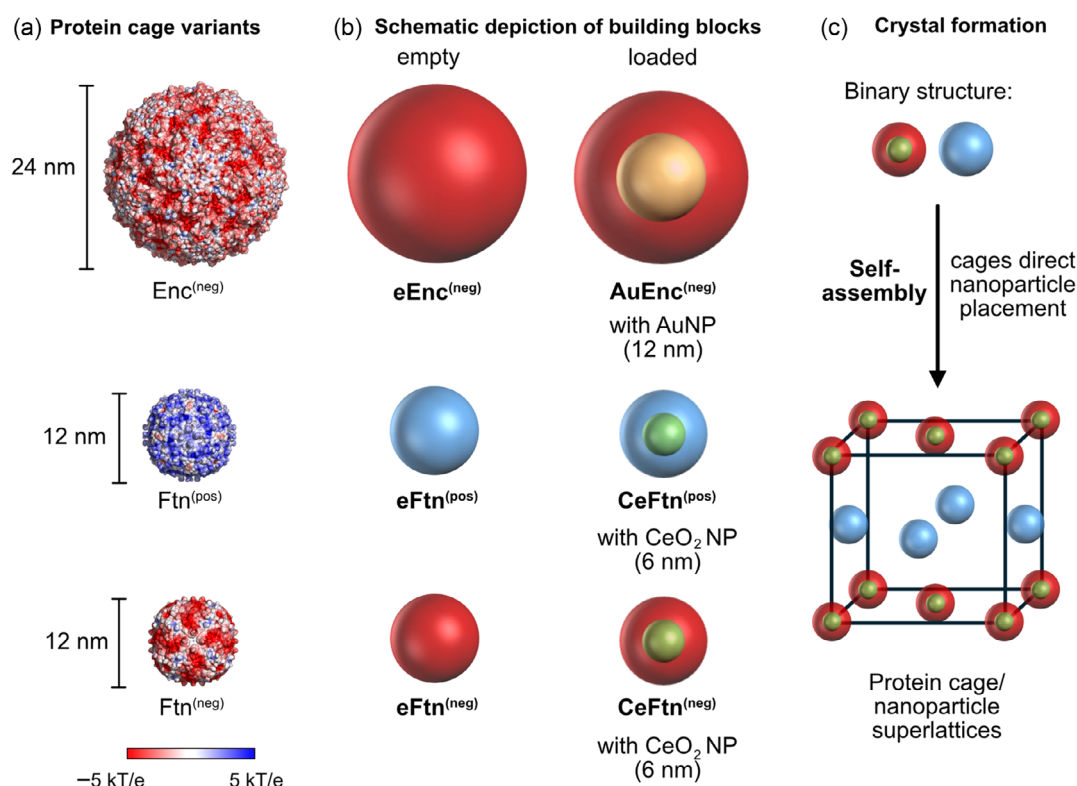 (a) Protein cage variants
24 nm
Enc(neg)
12 nm
Ftn(pos)
12 nm
Ftn(neg)
−5 kT/e
5 kT/e
(b) Schematic depiction of building blocks
empty
loaded
eEnc(neg)
AuEnc(neg)
with AuNP
(12 nm)
eFtn(pos)
CeFtn(pos)
with CeO2 NP
(6 nm)
eFtn(neg)
CeFtn(neg)
with CeO2 NP
(6 nm)
(c) Crystal formation
Binary structure:
Self-
assembly
cages direct
nanoparticle
placement
Protein cage/
nanoparticle
superlattices